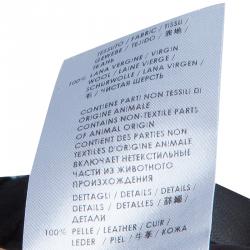 TESSUTO / FABRIC / TISSU /
GEWEBE / TEJIDO / 表地 /
ТКАНЬ
100% LANA VERGINE / VIRGIN
WOOL / LAINE VIERGE /
SCHURWOLLE / LANA VIRGEN /
毛 / ЧИСТАЯ ШЕРСТЬ
CONTIENE PARTI NON TESSILI DI
ORIGINE ANIMALE
CONTAINS NON-TEXTILE PARTS
OF ANIMAL ORIGIN
CONTIENT DES PARTIES NON
TEXTILES D'ORIGINE ANIMALE
ВКЛЮЧАЕТ НЕТЕКСТИЛЬНЫЕ
ЧАСТИ ИЗ ЖИВОТНОГО
ПРОИЗХОЖДЕНИЯ
DETTAGLI / DETAILS / DETAILS
/ DETAILS / DETALLES /
ДЕТАЛИ
100% PELLE / LEATHER / CUIR /
LEDER / PIEL / 牛革 / КОЖА